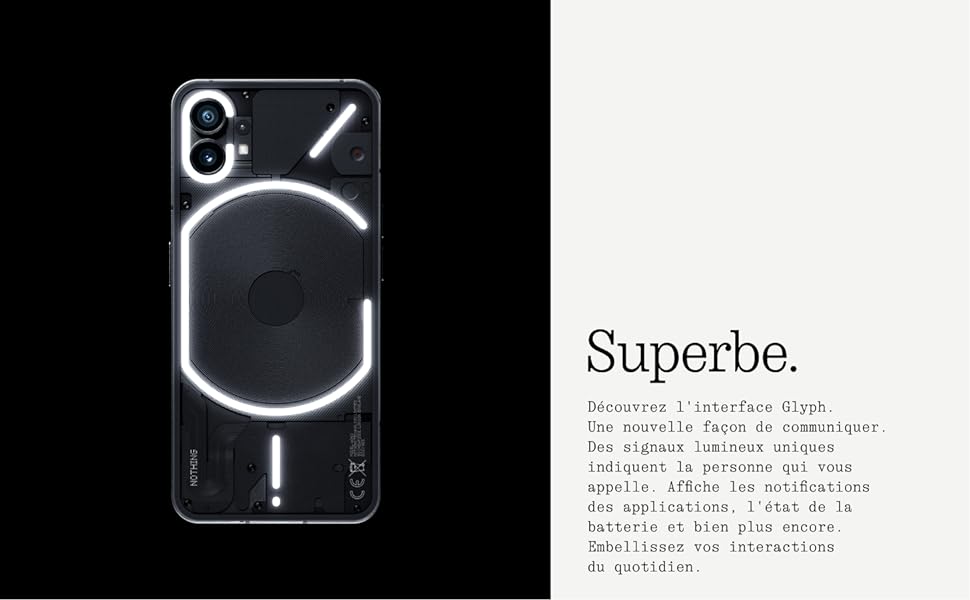 NOTHING
Superbe.
Découvrez l'interface Glyph.
Une nouvelle façon de communiquer.
Des signaux lumineux uniques
indiquent la personne qui vous
appelle. Affiche les notifications
des applications, l'état de la
batterie et bien plus encore.
Embellissez vos interactions
du quotidien.